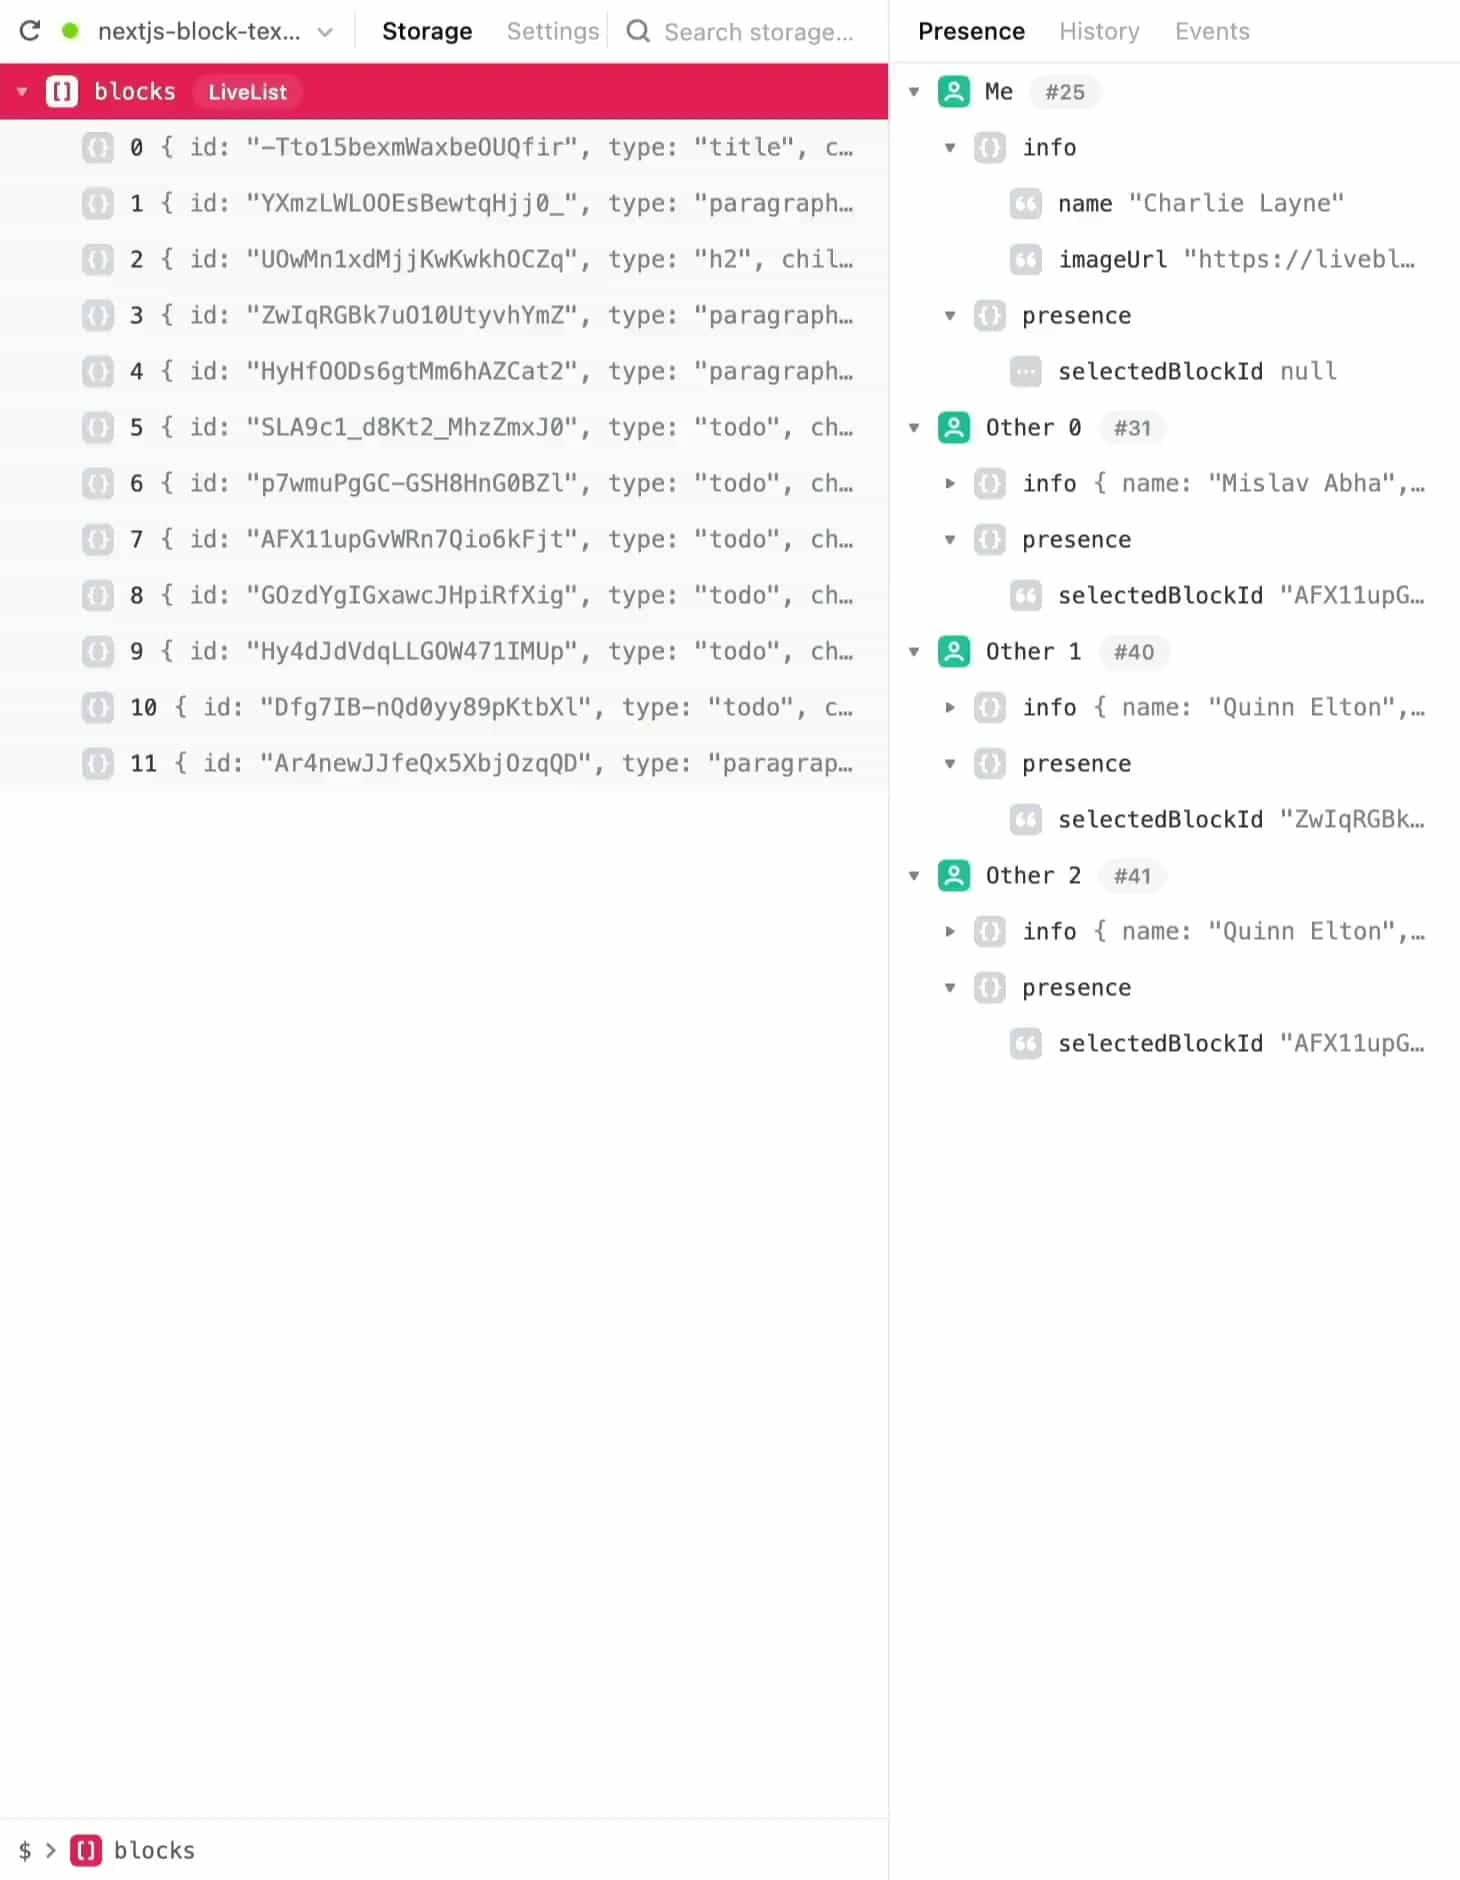 nextjs-block-tex... Storage Settings Search storage...
blocks LiveList
0 { id: "-Tto15bexmWaxbeOUQfir", type: "title", c…
1 { id: "YXmzLWLOOEsBewtqHjj0_", type: "paragraph…
2 { id: "UOwMn1xdMjjKwKwkhOCZq", type: "h2", chil…
3 { id: "ZwIqRGBk7uO10UtyvhYmZ", type: "paragraph…
4 { id: "HyHfOODs6gtMm6hAZCat2", type: "paragraph…
5 { id: "SLA9c1_d8Kt2_MhzZmxJ0", type: "todo", ch…
6 { id: "p7wmuPgGC-GSH8HnG0BZl", type: "todo", ch…
7 { id: "AFX11upGvWRn7Qio6kFjt", type: "todo", ch…
8 { id: "GOzdYgIGxawcJHpiRfXig", type: "todo", ch…
9 { id: "Hy4dJdVdqLLGOW471IMUp", type: "todo", ch…
10 { id: "Dfg7IB-nQd0yy89pKtbXl", type: "todo", c…
11 { id: "Ar4newJJfeQx5XbjOzqQD", type: "paragrap…
$ > blocks
Presence History Events
Me #25
info
name "Charlie Layne"
imageUrl "https://livebl…
presence
selectedBlockId null
Other 0 #31
info { name: "Mislav Abha",…
presence
selectedBlockId "AFX11upG…
Other 1 #40
info { name: "Quinn Elton",…
presence
selectedBlockId "ZwIqRGBk…
Other 2 #41
info { name: "Quinn Elton",…
presence
selectedBlockId "AFX11upG…